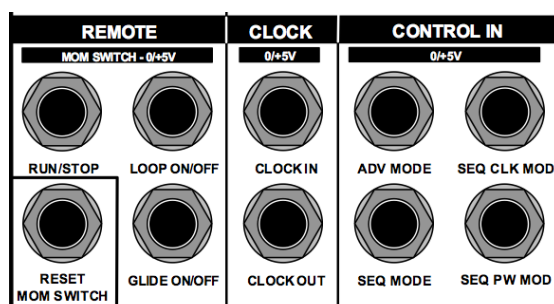 REMOTE CLOCK CONTROL IN
MOM SWITCH - 0/+5V 0/+5V 0/+5V
RUN/STOP LOOP ON/OFF CLOCK IN ADV MODE SEQ CLK MOD
RESET
MOM SWITCH GLIDE ON/OFF CLOCK OUT SEQ MODE SEQ PW MOD